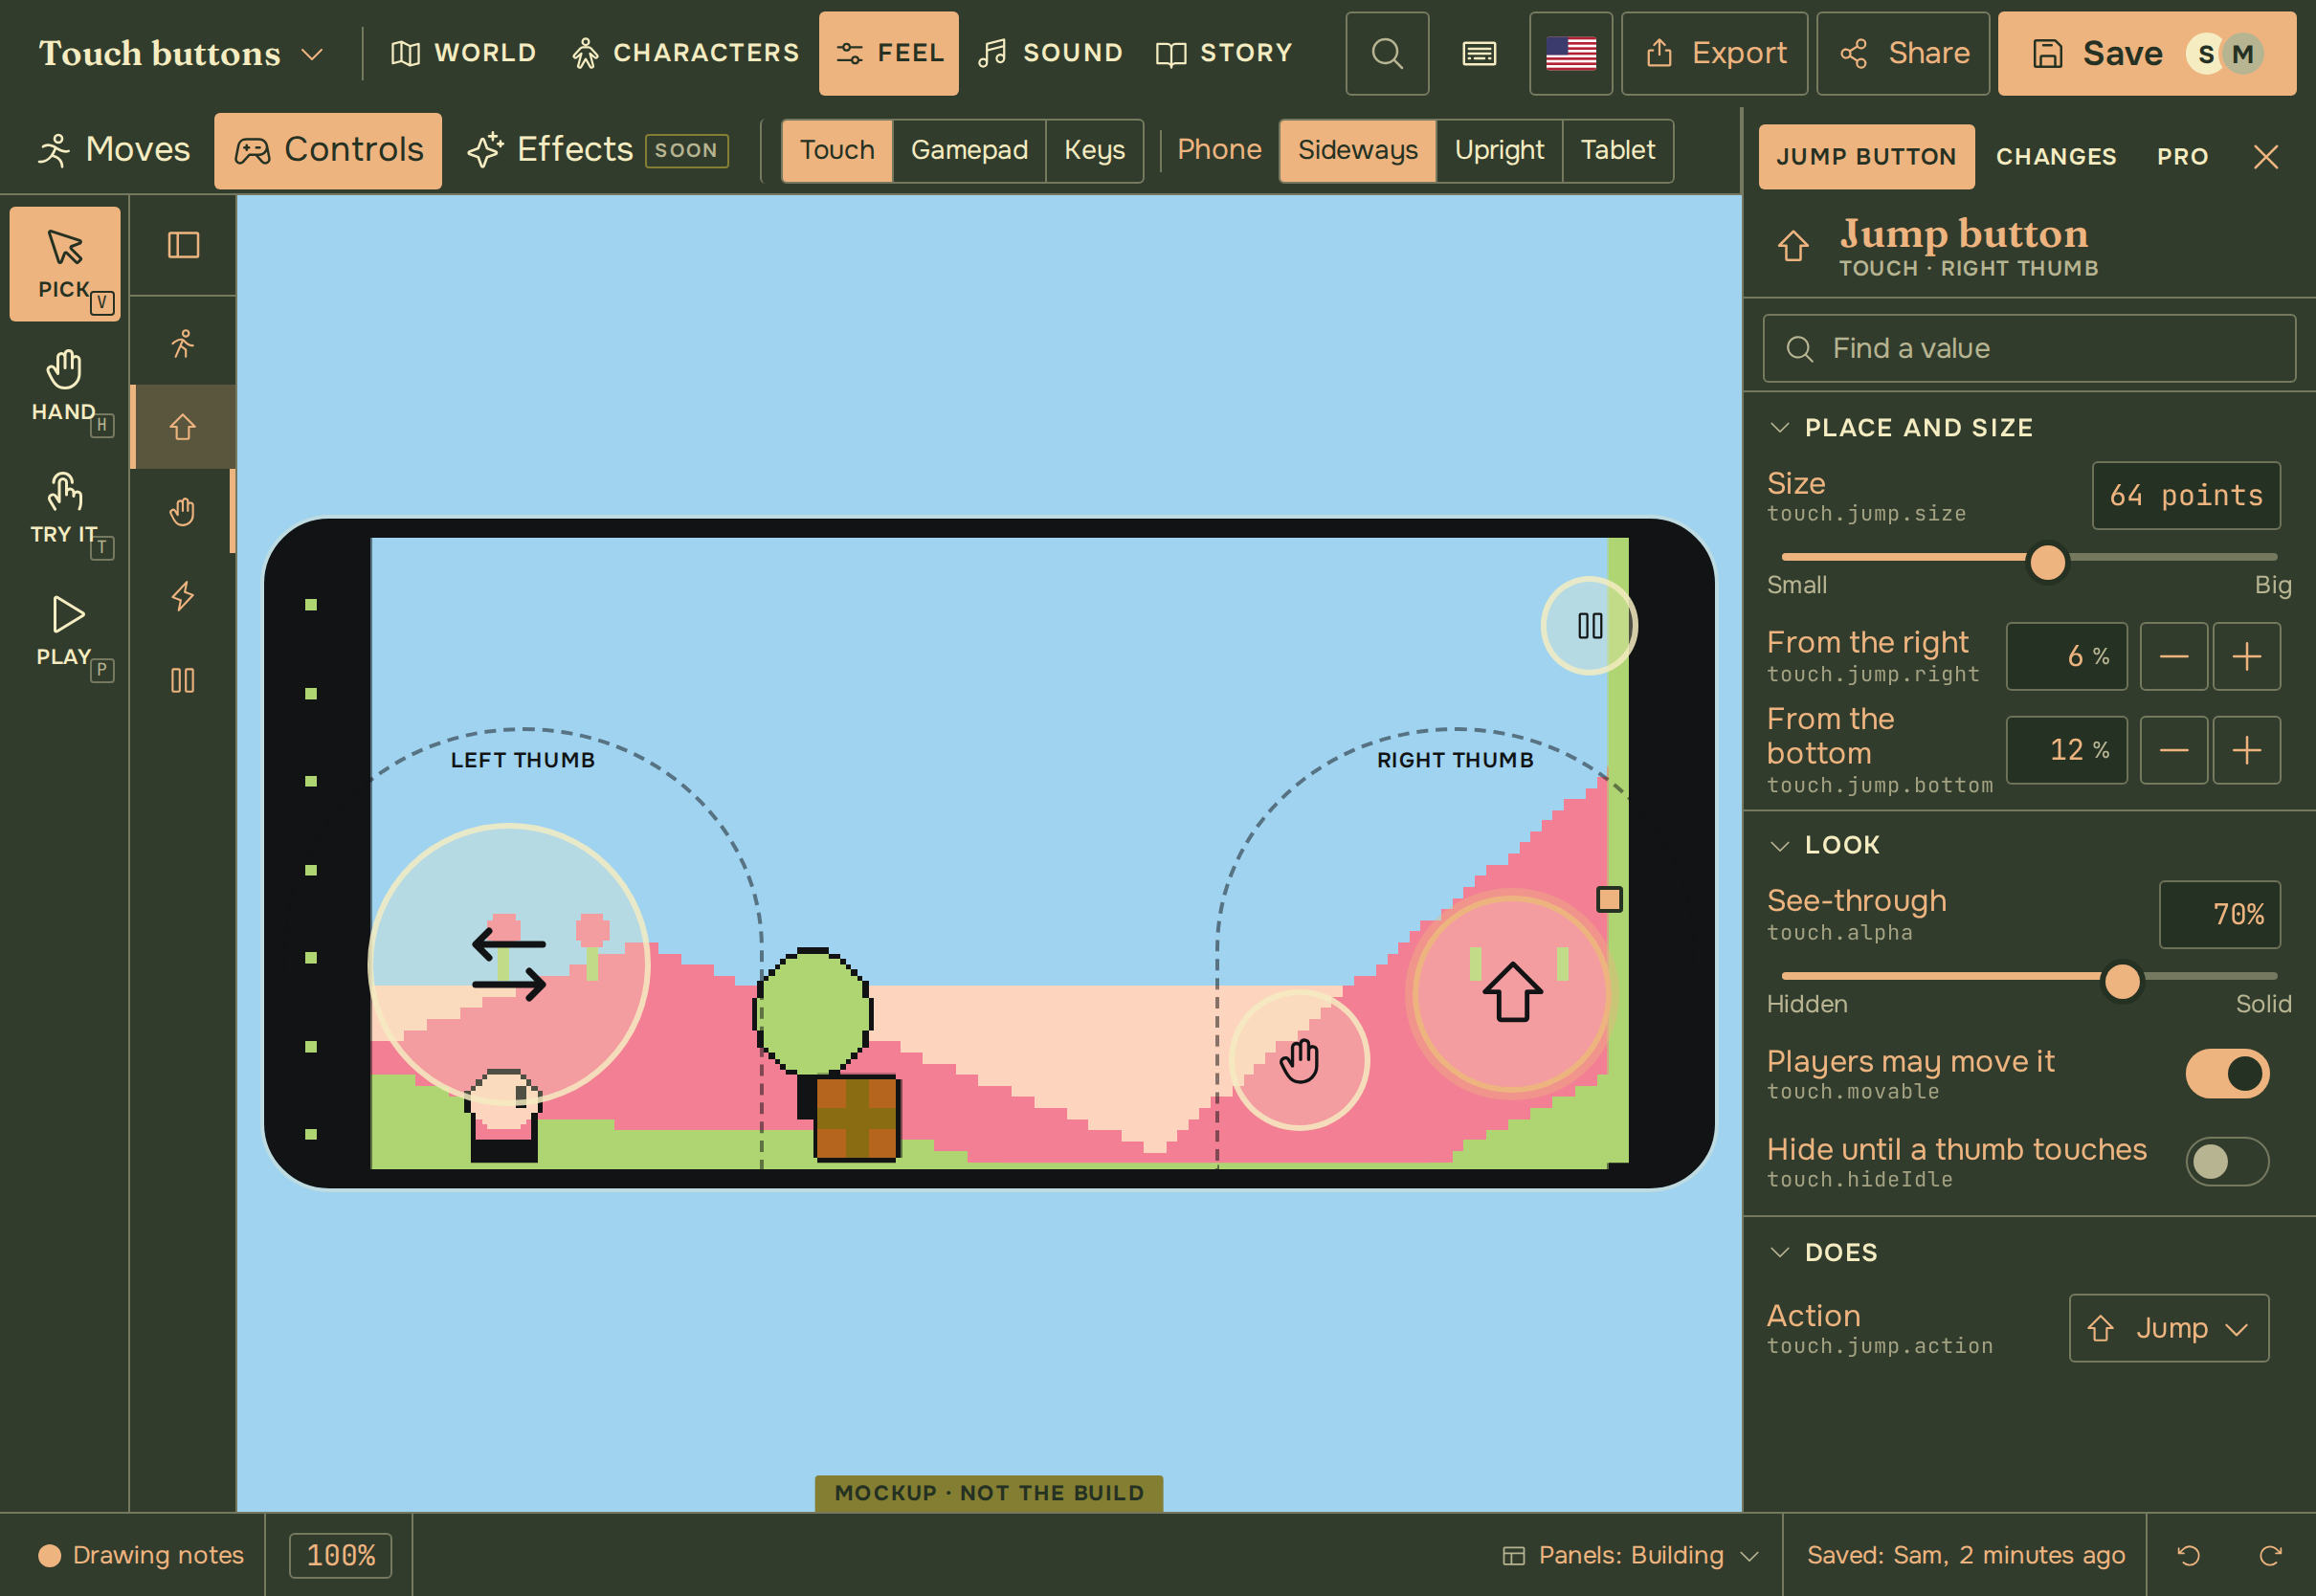 Touch buttons
WORLD
CHARACTERS
FEEL
SOUND
STORY
Export
Share
Save
S
M
Moves
Controls
Effects
SOON
Touch
Gamepad
Keys
Phone
Sideways
Upright
Tablet
JUMP BUTTON
CHANGES
PRO
PICK
V
HAND
H
TRY IT
T
PLAY
P
LEFT THUMB
RIGHT THUMB
MOCKUP · NOT THE BUILD
Jump button
TOUCH · RIGHT THUMB
Find a value
PLACE AND SIZE
Size
touch.jump.size
64 points
Small
Big
From the right
touch.jump.right
6 %
From the
bottom
touch.jump.bottom
12 %
LOOK
See-through
touch.alpha
70%
Hidden
Solid
Players may move it
touch.movable
Hide until a thumb touches
touch.hideIdle
DOES
Action
touch.jump.action
Jump
Drawing notes
100%
Panels: Building
Saved: Sam, 2 minutes ago